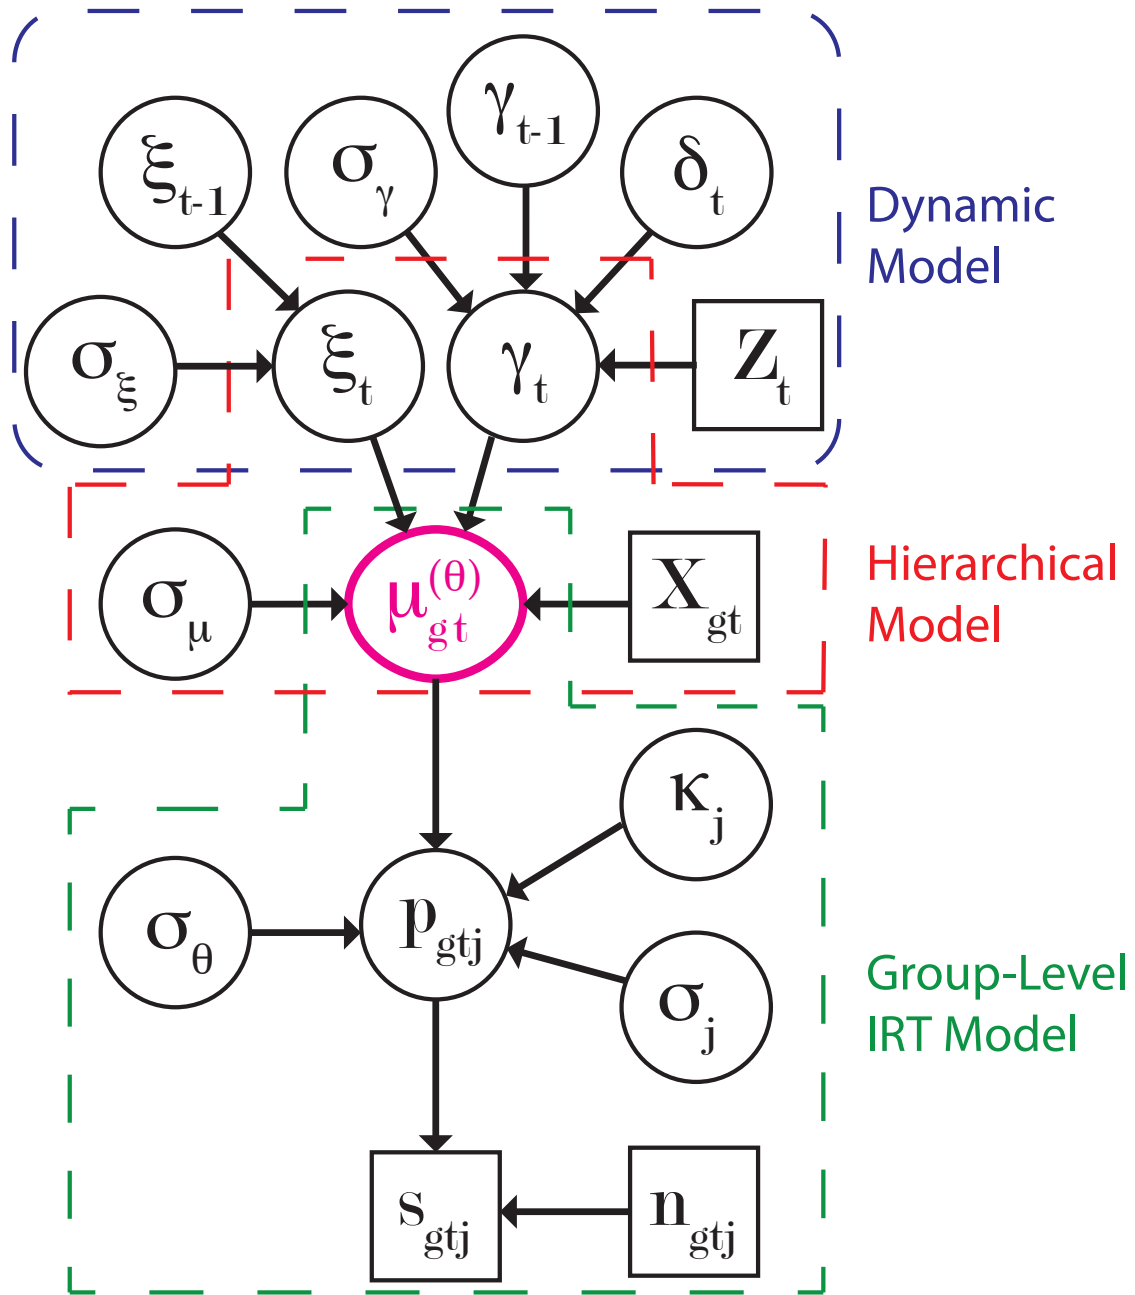 γt-1
ξt-1
σγ
δt
Dynamic
Model
σξ
ξt
γt
Zt
σμ
μgt(θ)
Xgt
Hierarchical
Model
κj
σθ
pgtj
σj
Group-Level
IRT Model
sgtj
ngtj